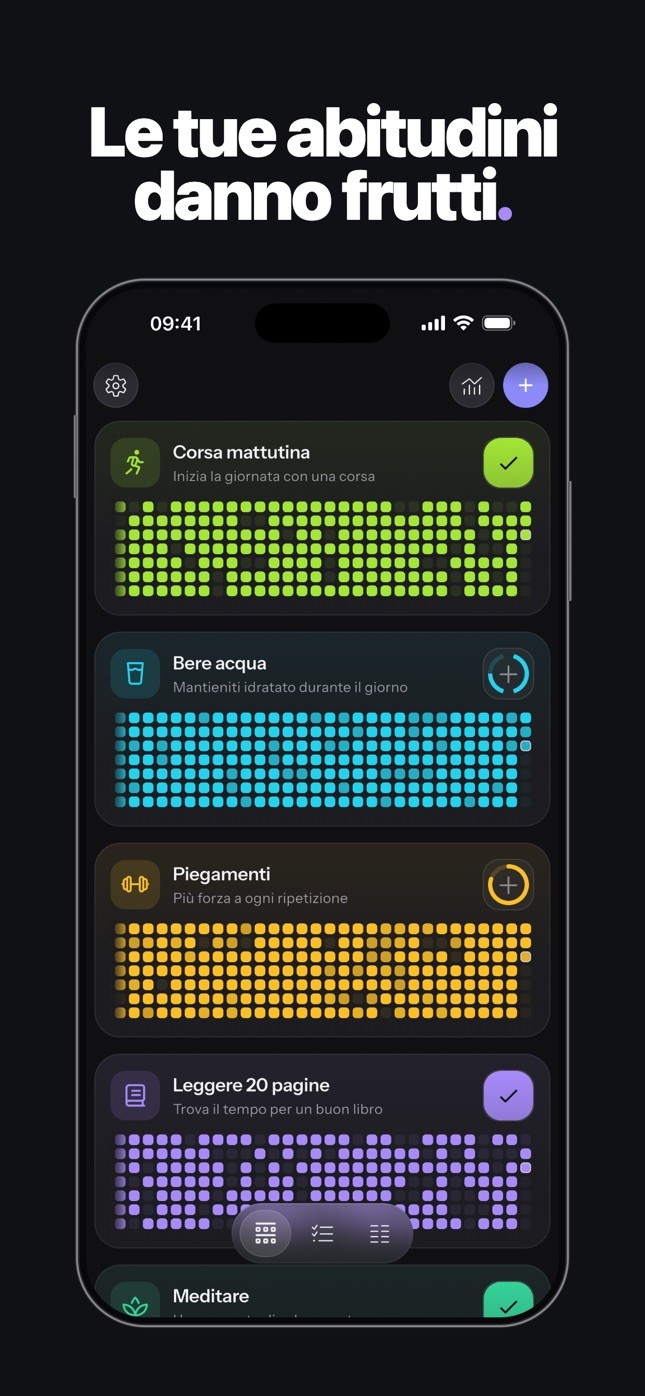 Le tue abitudini
danno frutti.
09:41
Corsa mattutina
Inizia la giornata con una corsa
Bere acqua
Mantieniti idratato durante il giorno
Piegamenti
Più forza a ogni ripetizione
Leggere 20 pagine
Trova il tempo per un buon libro
Meditare